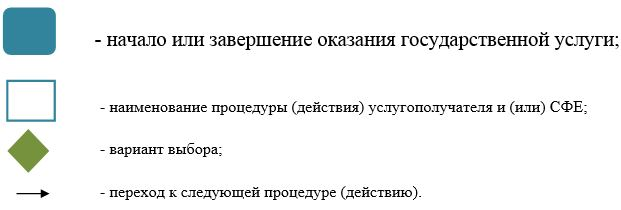 - начало или завершение оказания государственной услуги;
- наименование процедуры (действия) услугополучателя и (или) СФЕ;
- вариант выбора;
- переход к следующей процедуре (действию).